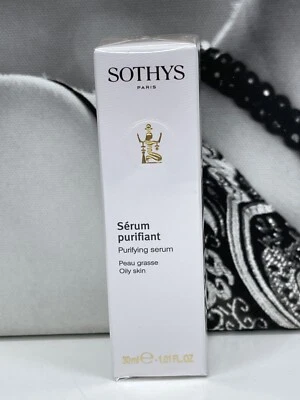 SOTHYS
PARIS
Sérum
purifiant
Purifying serum
Peau grasse
Oily skin
30ml e - 1.01 FL.OZ